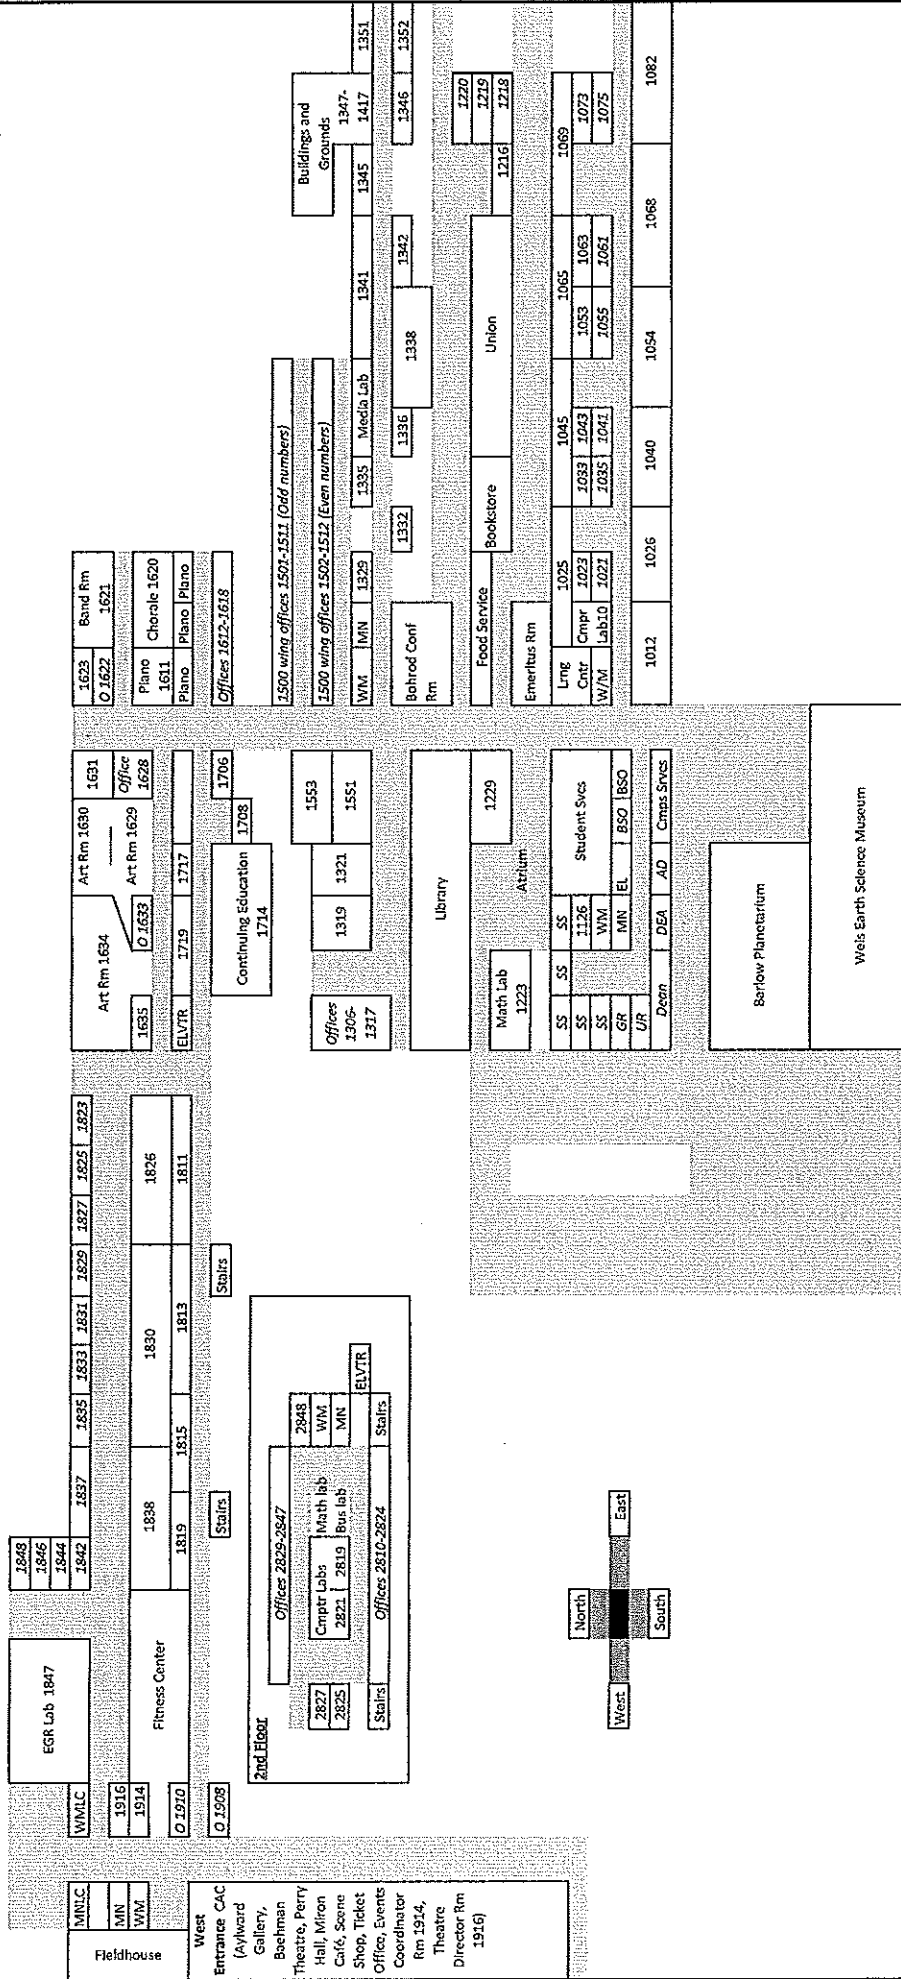 Fieldhouse
MNLC
MN
WM
West
Entrance CAC
(Aylward
Gallery,
Baehman
Theatre, Perry
Hall, Miron
Café, Scene
Shop, Ticket
Office, Events
Coordinator
Rm 1914,
Theatre
Director Rm
1916)
EGR Lab 1847
WMLC
1916
1914
O 1910
O 1908
Fitness Center
1848
1846
1844
1842
1837
1835
1833
1831
1829
1827
1825
1823
1838
1830
1826
1819
1815
1813
1811
Stairs
Stairs
2nd Floor
Offices 2829-2847
2827
2825
Cmptr Labs
2821
2819
Math lab
Bus lab
2848
WM
MN
ELVTR
Stairs
Offices 2810-2824
Stairs
North
West
East
South
Art Rm 1634
Art Rm 1630
1631
Office
1628
Art Rm 1629
O 1633
1635
ELVTR
1719
1717
1706
1708
Continuing Education
1714
1553
1551
1319
1321
Offices
1306-
1317
Library
1229
Atrium
Math Lab
1223
SS
SS
SS
SS
1126
Student Svcs
SS
WM
GR
MN
EL
BSO
BSO
UR
Dean
DEA
AD
Cmps Srvcs
Barlow Planetarium
Weis Earth Science Museum
1623
O 1622
Band Rm
1621
Piano
1611
Chorale 1620
Piano
Piano
Piano
Offices 1612-1618
1500 wing offices 1501-1511 (Odd numbers)
1500 wing offices 1502-1512 (Even numbers)
WM
MN
1329
1335
Media Lab
1341
1345
Buildings and
Grounds
1347-
1417
1351
Bohrod Conf
Rm
1332
1336
1338
1342
1346
1352
Food Service
Bookstore
Union
1216
1220
1219
1218
Emeritus Rm
Lrng
Cntr
W/M
1025
1045
1065
1069
Cmpr
Lab10
1023
1033
1043
1053
1063
1073
1021
1035
1041
1055
1061
1075
1012
1026
1040
1054
1068
1082